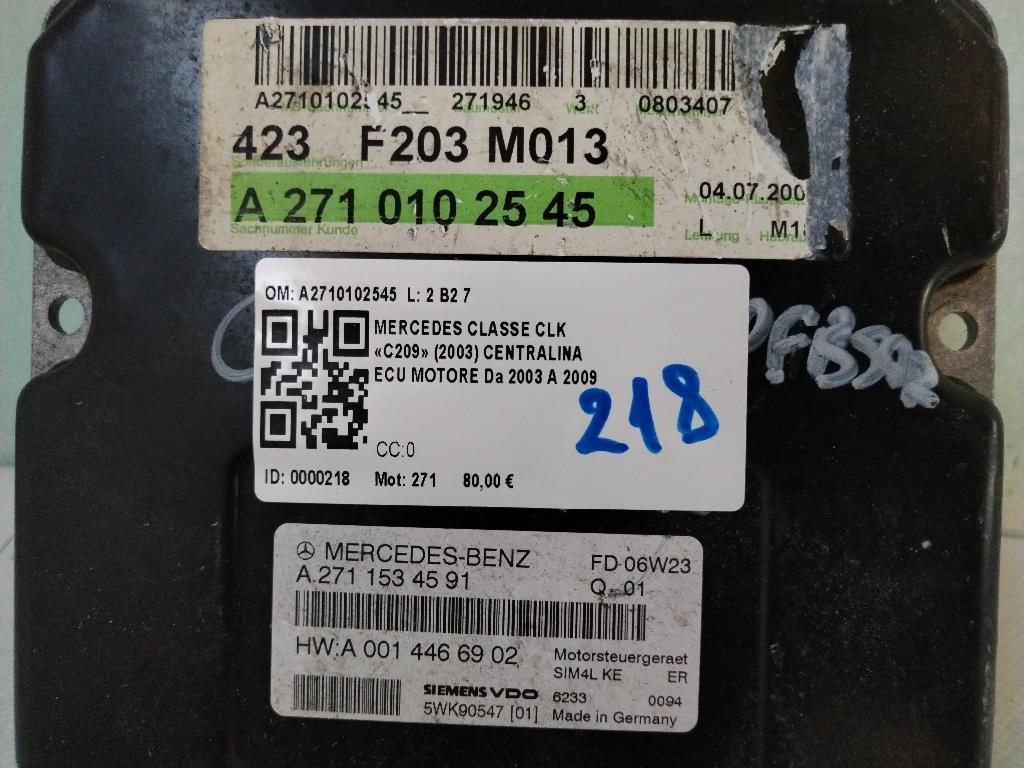 A2710102545__ 271946 3 0803407
423 F203 M013
Sonderausführungen
A 271 010 25 45
04.07.200
Sachnummer Kunde
L M1
OM: A2710102545 L: 2 B2 7
MERCEDES CLASSE CLK
«C209» (2003) CENTRALINA
ECU MOTORE Da 2003 A 2009
218
CC:0
ID: 0000218 Mot: 271 80,00 €
MERCEDES-BENZ FD 06W23
A 271 153 45 91 Q 01
HW:A 001 446 69 02 Motorsteuergeraet
SIM4L KE ER
SIEMENS VDO 6233 0094
5WK90547 [01] Made in Germany